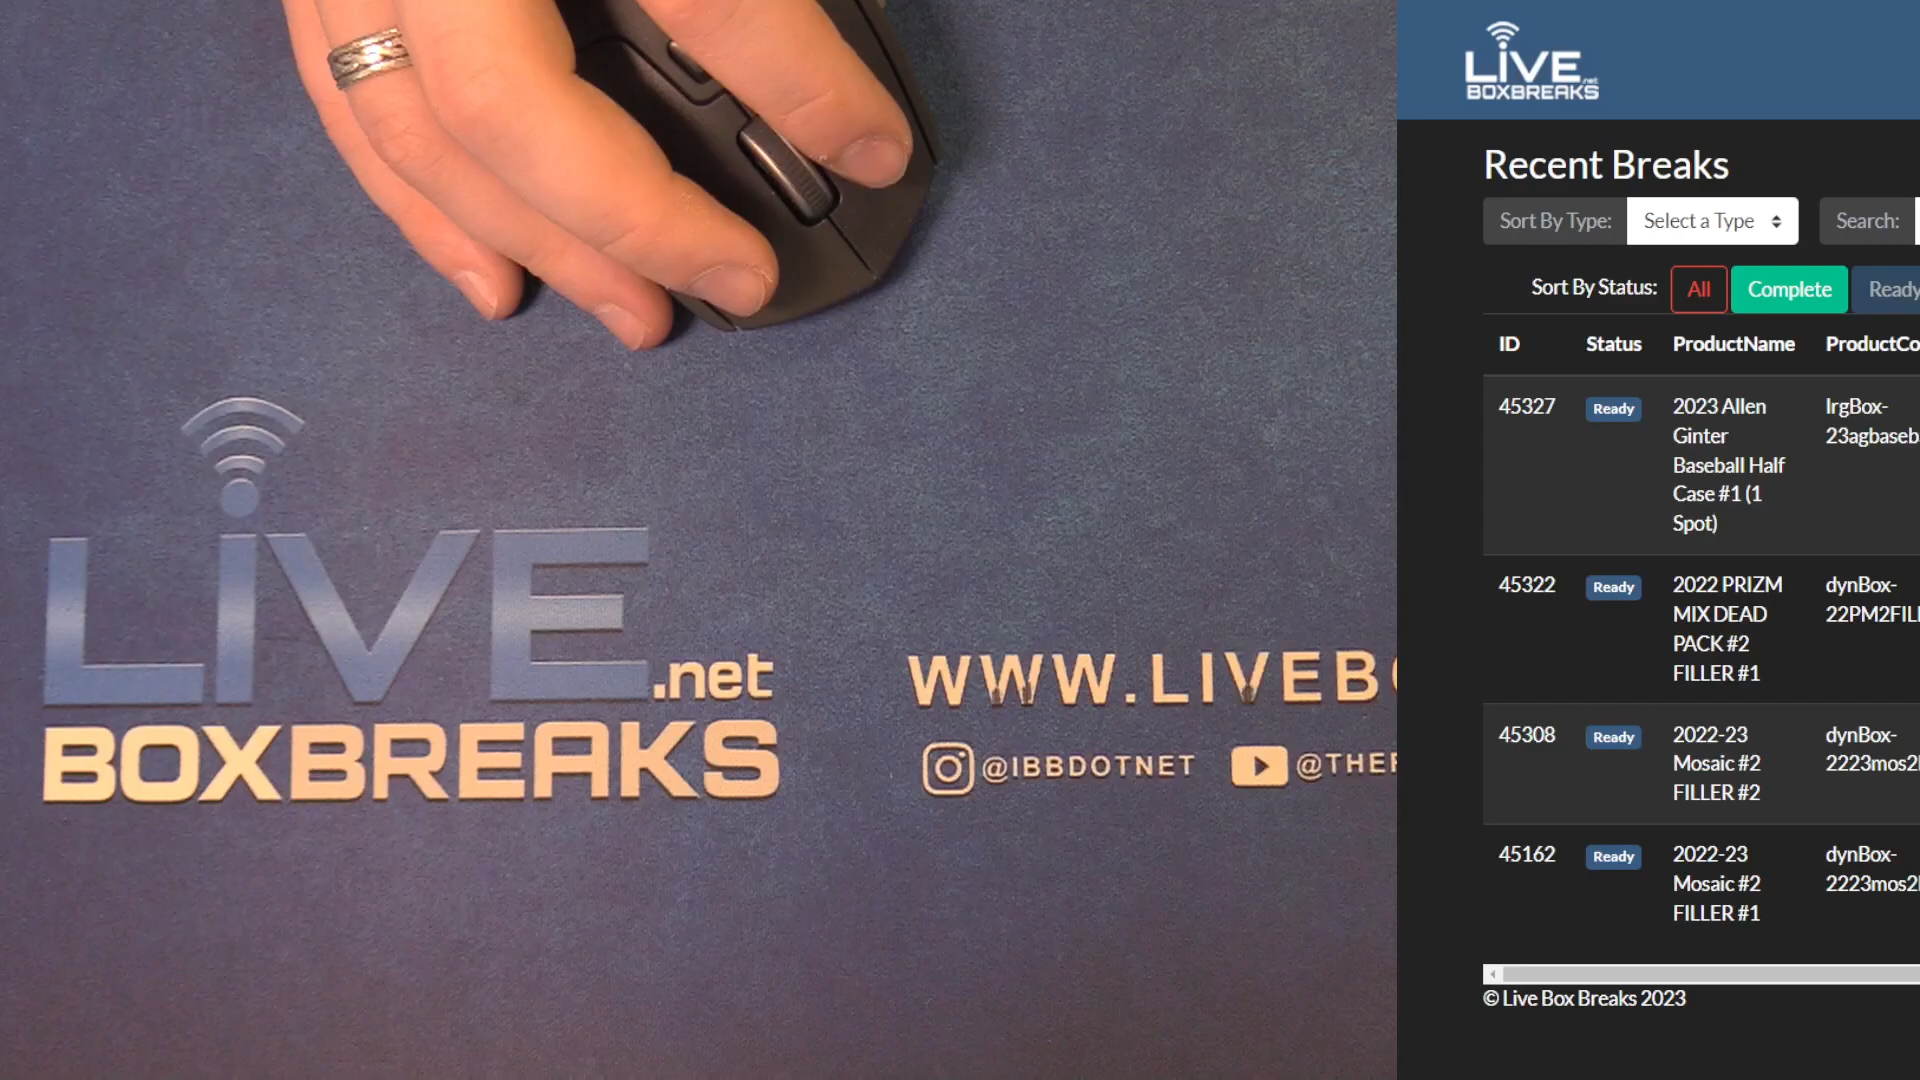 LIVE.net
BOXBREAKS
WWW.LIVEB
@IBBDOTNET @THE
LIVE.net
BOXBREAKS
Recent Breaks
Sort By Type: Select a Type Search:
Sort By Status: All Complete Ready
ID Status ProductName ProductCo
45327 Ready 2023 Allen Ginter Baseball Half Case #1 (1 Spot) lrgBox-23agbaseb
45322 Ready 2022 PRIZM MIX DEAD PACK #2 FILLER #1 dynBox-22PM2FIL
45308 Ready 2022-23 Mosaic #2 FILLER #2 dynBox-2223mos2
45162 Ready 2022-23 Mosaic #2 FILLER #1 dynBox-2223mos2
© Live Box Breaks 2023